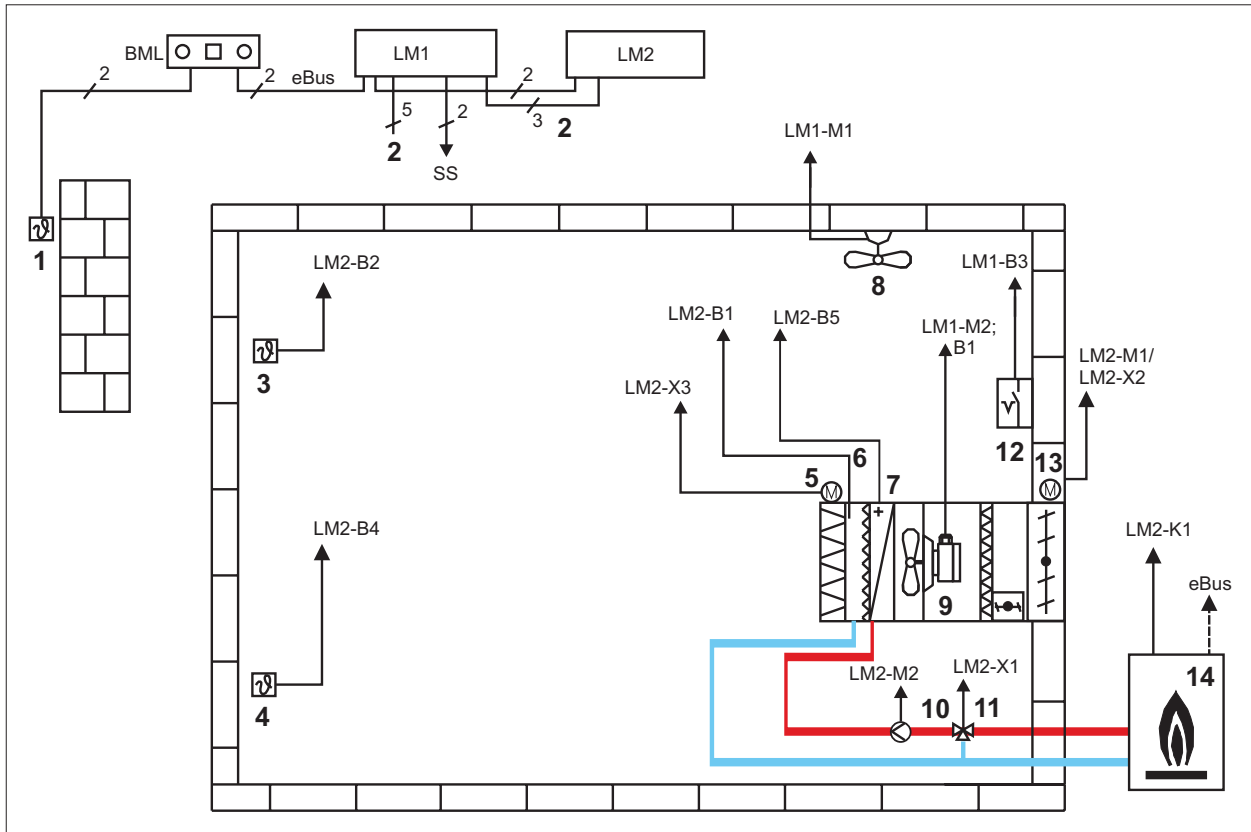 BML
LM1
LM2
2
2
eBus
2
5
2
3
2
2
SS
LM1-M1
1
LM2-B2
8
LM1-B3
LM2-B1
LM2-B5
LM1-M2;
B1
LM2-M1/
LM2-X2
3
LM2-X3
12
13
6
5
7
M
M
LM2-B4
+
LM2-K1
9
eBus
LM2-M2
LM2-X1
14
4
10
11